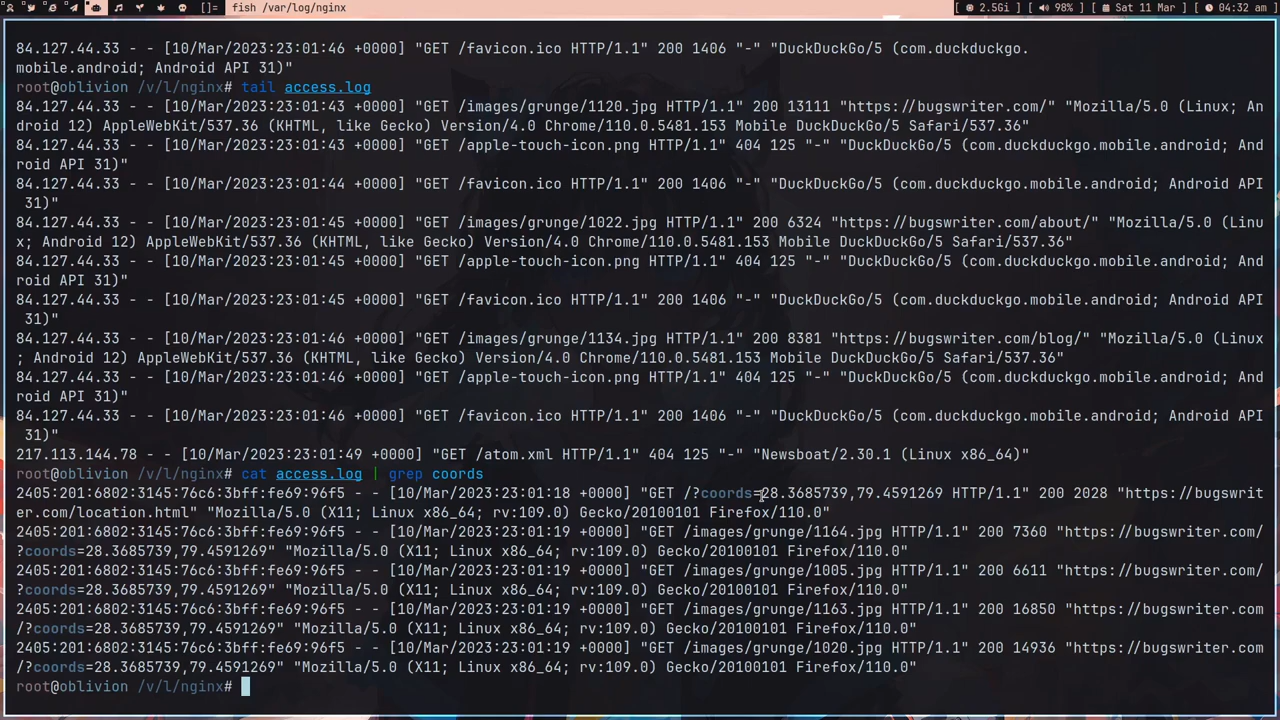 []= fish /var/log/nginx 2.5Gi | 98% | Sat 11 Mar | 04:32 am
84.127.44.33 - - [10/Mar/2023:23:01:46 +0000] "GET /favicon.ico HTTP/1.1" 200 1406 "-" "DuckDuckGo/5 (com.duckduckgo.
mobile.android; Android API 31)"
root@oblivion /v/l/nginx# tail access.log
84.127.44.33 - - [10/Mar/2023:23:01:43 +0000] "GET /images/grunge/1120.jpg HTTP/1.1" 200 13111 "https://bugswriter.com/" "Mozilla/5.0 (Linux; An
droid 12) AppleWebKit/537.36 (KHTML, like Gecko) Version/4.0 Chrome/110.0.5481.153 Mobile DuckDuckGo/5 Safari/537.36"
84.127.44.33 - - [10/Mar/2023:23:01:43 +0000] "GET /apple-touch-icon.png HTTP/1.1" 404 125 "-" "DuckDuckGo/5 (com.duckduckgo.mobile.android; And
roid API 31)"
84.127.44.33 - - [10/Mar/2023:23:01:44 +0000] "GET /favicon.ico HTTP/1.1" 200 1406 "-" "DuckDuckGo/5 (com.duckduckgo.mobile.android; Android API
31)"
84.127.44.33 - - [10/Mar/2023:23:01:45 +0000] "GET /images/grunge/1022.jpg HTTP/1.1" 200 6324 "https://bugswriter.com/about/" "Mozilla/5.0 (Linu
x; Android 12) AppleWebKit/537.36 (KHTML, like Gecko) Version/4.0 Chrome/110.0.5481.153 Mobile DuckDuckGo/5 Safari/537.36"
84.127.44.33 - - [10/Mar/2023:23:01:45 +0000] "GET /apple-touch-icon.png HTTP/1.1" 404 125 "-" "DuckDuckGo/5 (com.duckduckgo.mobile.android; And
roid API 31)"
84.127.44.33 - - [10/Mar/2023:23:01:45 +0000] "GET /favicon.ico HTTP/1.1" 200 1406 "-" "DuckDuckGo/5 (com.duckduckgo.mobile.android; Android API
31)"
84.127.44.33 - - [10/Mar/2023:23:01:46 +0000] "GET /images/grunge/1134.jpg HTTP/1.1" 200 8381 "https://bugswriter.com/blog/" "Mozilla/5.0 (Linux
; Android 12) AppleWebKit/537.36 (KHTML, like Gecko) Version/4.0 Chrome/110.0.5481.153 Mobile DuckDuckGo/5 Safari/537.36"
84.127.44.33 - - [10/Mar/2023:23:01:46 +0000] "GET /apple-touch-icon.png HTTP/1.1" 404 125 "-" "DuckDuckGo/5 (com.duckduckgo.mobile.android; And
roid API 31)"
84.127.44.33 - - [10/Mar/2023:23:01:46 +0000] "GET /favicon.ico HTTP/1.1" 200 1406 "-" "DuckDuckGo/5 (com.duckduckgo.mobile.android; Android API
31)"
217.113.144.78 - - [10/Mar/2023:23:01:49 +0000] "GET /atom.xml HTTP/1.1" 404 125 "-" "Newsboat/2.30.1 (Linux x86_64)"
root@oblivion /v/l/nginx# cat access.log | grep coords
2405:201:6802:3145:76c6:3bff:fe69:96f5 - - [10/Mar/2023:23:01:18 +0000] "GET /?coords=28.3685739,79.4591269 HTTP/1.1" 200 2028 "https://bugswrit
er.com/location.html" "Mozilla/5.0 (X11; Linux x86_64; rv:109.0) Gecko/20100101 Firefox/110.0"
2405:201:6802:3145:76c6:3bff:fe69:96f5 - - [10/Mar/2023:23:01:19 +0000] "GET /images/grunge/1164.jpg HTTP/1.1" 200 7360 "https://bugswriter.com/
?coords=28.3685739,79.4591269" "Mozilla/5.0 (X11; Linux x86_64; rv:109.0) Gecko/20100101 Firefox/110.0"
2405:201:6802:3145:76c6:3bff:fe69:96f5 - - [10/Mar/2023:23:01:19 +0000] "GET /images/grunge/1005.jpg HTTP/1.1" 200 6611 "https://bugswriter.com/
?coords=28.3685739,79.4591269" "Mozilla/5.0 (X11; Linux x86_64; rv:109.0) Gecko/20100101 Firefox/110.0"
2405:201:6802:3145:76c6:3bff:fe69:96f5 - - [10/Mar/2023:23:01:19 +0000] "GET /images/grunge/1163.jpg HTTP/1.1" 200 16850 "https://bugswriter.com
/?coords=28.3685739,79.4591269" "Mozilla/5.0 (X11; Linux x86_64; rv:109.0) Gecko/20100101 Firefox/110.0"
2405:201:6802:3145:76c6:3bff:fe69:96f5 - - [10/Mar/2023:23:01:19 +0000] "GET /images/grunge/1020.jpg HTTP/1.1" 200 14936 "https://bugswriter.com
/?coords=28.3685739,79.4591269" "Mozilla/5.0 (X11; Linux x86_64; rv:109.0) Gecko/20100101 Firefox/110.0"
root@oblivion /v/l/nginx#